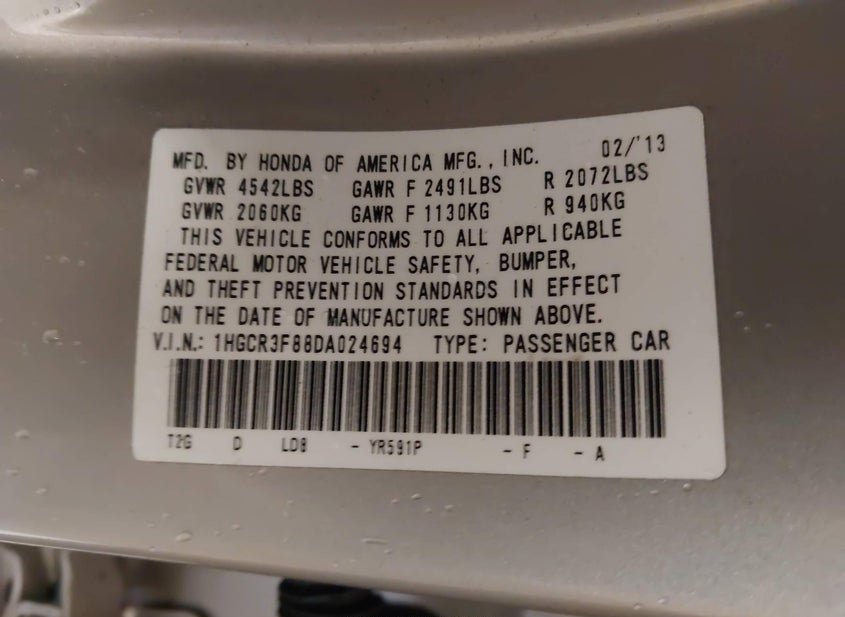 MFD. BY HONDA OF AMERICA MFG., INC. 02/'13
GVWR 4542LBS GAWR F 2491LBS R 2072LBS
GVWR 2060KG GAWR F 1130KG R 940KG
THIS VEHICLE CONFORMS TO ALL APPLICABLE
FEDERAL MOTOR VEHICLE SAFETY, BUMPER,
AND THEFT PREVENTION STANDARDS IN EFFECT
ON THE DATE OF MANUFACTURE SHOWN ABOVE.
V.I.N.: 1HGCR3F88DA024694 TYPE: PASSENGER CAR
T2G D LD8 - YR591P - F - A